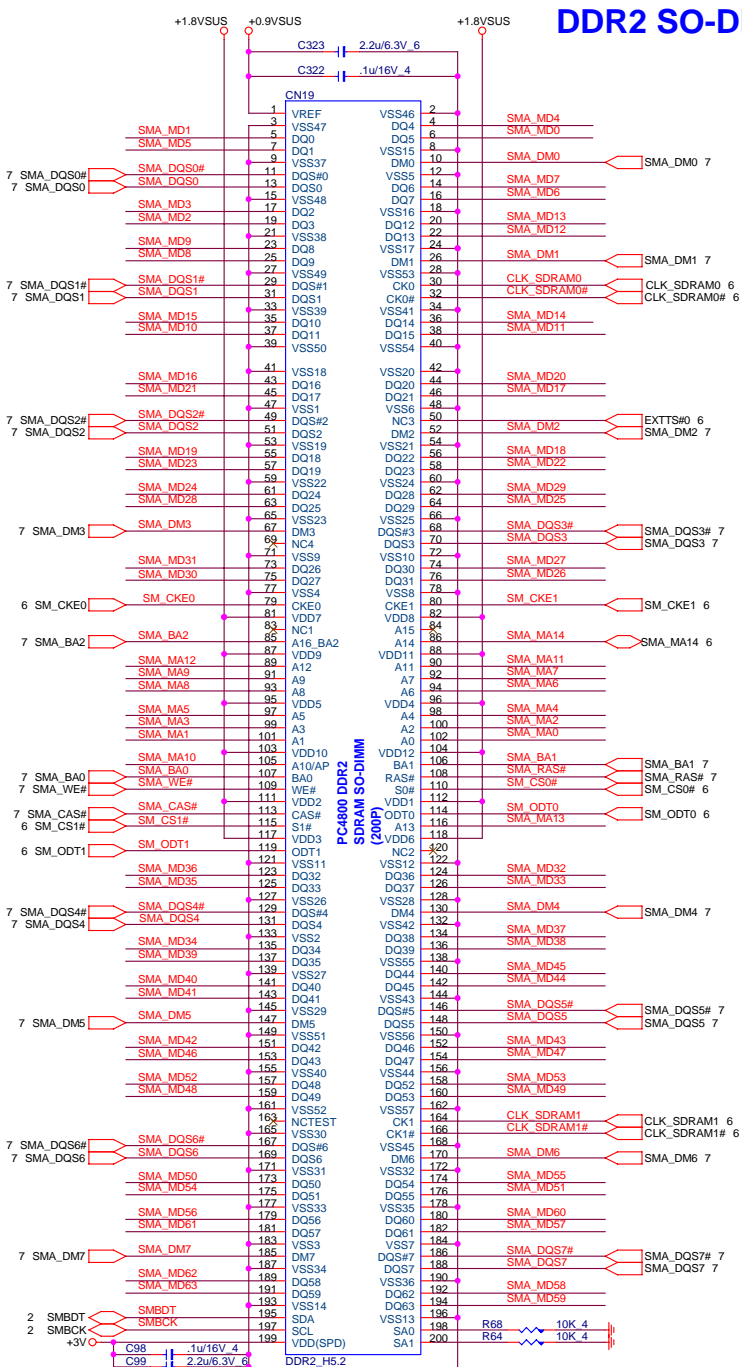 DDR2 SO-D
+1.8VSUS +0.9VSUS +1.8VSUS
C323 2.2u/6.3V_6
C322 .1u/16V_4
CN19
1 VREF VSS46 2
3 VSS47 DQ4 4 SMA_MD4
SMA_MD1 5 DQ0 DQ5 6 SMA_MD0
SMA_MD5 7 DQ1 VSS15 8
9 VSS37 DM0 10 SMA_DM0 SMA_DM0 7
7 SMA_DQS0# SMA_DQS0# 11 DQS#0 VSS5 12
7 SMA_DQS0 SMA_DQS0 13 DQS0 DQ6 14 SMA_MD7
15 VSS48 DQ7 16 SMA_MD6
SMA_MD3 17 DQ2 VSS16 18
SMA_MD2 19 DQ3 DQ12 20 SMA_MD13
21 VSS38 DQ13 22 SMA_MD12
SMA_MD9 23 DQ8 VSS17 24
SMA_MD8 25 DQ9 DM1 26 SMA_DM1 SMA_DM1 7
27 VSS49 VSS53 28
7 SMA_DQS1# SMA_DQS1# 29 DQS#1 CK0 30 CLK_SDRAM0 CLK_SDRAM0 6
7 SMA_DQS1 SMA_DQS1 31 DQS1 CK0# 32 CLK_SDRAM0# CLK_SDRAM0# 6
33 VSS39 VSS41 34
SMA_MD15 35 DQ10 DQ14 36 SMA_MD14
SMA_MD10 37 DQ11 DQ15 38 SMA_MD11
39 VSS50 VSS54 40
41 VSS18 VSS20 42
SMA_MD16 43 DQ16 DQ20 44 SMA_MD20
SMA_MD21 45 DQ17 DQ21 46 SMA_MD17
47 VSS1 VSS6 48
7 SMA_DQS2# SMA_DQS2# 49 DQS#2 NC3 50 EXTTS#0 6
7 SMA_DQS2 SMA_DQS2 51 DQS2 DM2 52 SMA_DM2 SMA_DM2 7
53 VSS19 VSS21 54
SMA_MD19 55 DQ18 DQ22 56 SMA_MD18
SMA_MD23 57 DQ19 DQ23 58 SMA_MD22
59 VSS22 VSS24 60
SMA_MD24 61 DQ24 DQ28 62 SMA_MD29
SMA_MD28 63 DQ25 DQ29 64 SMA_MD25
65 VSS23 VSS25 66
7 SMA_DM3 SMA_DM3 67 DM3 DQS#3 68 SMA_DQS3# SMA_DQS3# 7
69 NC4 DQS3 70 SMA_DQS3 SMA_DQS3 7
71 VSS9 VSS10 72
SMA_MD31 73 DQ26 DQ30 74 SMA_MD27
SMA_MD30 75 DQ27 DQ31 76 SMA_MD26
77 VSS4 VSS8 78
6 SM_CKE0 SM_CKE0 79 CKE0 CKE1 80 SM_CKE1 SM_CKE1 6
81 VDD7 VDD8 82
83 NC1 A15 84
7 SMA_BA2 SMA_BA2 85 A16_BA2 A14 86 SMA_MA14 SMA_MA14 6
87 VDD9 VDD11 88
SMA_MA12 89 A12 A11 90 SMA_MA11
SMA_MA9 91 A9 A7 92 SMA_MA7
SMA_MA8 93 A8 A6 94 SMA_MA6
95 VDD5 VDD4 96
SMA_MA5 97 A5 A4 98 SMA_MA4
SMA_MA3 99 A3 A2 100 SMA_MA2
SMA_MA1 101 A1 A0 102 SMA_MA0
103 VDD10 VDD12 104
SMA_MA10 105 A10/AP BA1 106 SMA_BA1 SMA_BA1 7
7 SMA_BA0 SMA_BA0 107 BA0 RAS# 108 SMA_RAS# SMA_RAS# 7
7 SMA_WE# SMA_WE# 109 WE# S0# 110 SM_CS0# SM_CS0# 6
111 VDD2 VDD1 112
7 SMA_CAS# SMA_CAS# 113 CAS# ODT0 114 SM_ODT0 SM_ODT0 6
6 SM_CS1# SM_CS1# 115 S1# A13 116 SMA_MA13
117 VDD3 VDD6 118
6 SM_ODT1 SM_ODT1 119 ODT1 NC2 120
PC4800 DDR2
SDRAM SO-DIMM
(200P)
121 VSS11 VSS12 122
SMA_MD36 123 DQ32 DQ36 124 SMA_MD32
SMA_MD35 125 DQ33 DQ37 126 SMA_MD33
127 VSS26 VSS28 128
7 SMA_DQS4# SMA_DQS4# 129 DQS#4 DM4 130 SMA_DM4 SMA_DM4 7
7 SMA_DQS4 SMA_DQS4 131 DQS4 VSS42 132
133 VSS2 DQ38 134 SMA_MD37
SMA_MD34 135 DQ34 DQ39 136 SMA_MD38
SMA_MD39 137 DQ35 VSS55 138
139 VSS27 DQ44 140 SMA_MD45
SMA_MD40 141 DQ40 DQ45 142 SMA_MD44
SMA_MD41 143 DQ41 VSS43 144
145 VSS29 DQS#5 146 SMA_DQS5# SMA_DQS5# 7
7 SMA_DM5 SMA_DM5 147 DM5 DQS5 148 SMA_DQS5 SMA_DQS5 7
149 VSS51 VSS56 150
SMA_MD42 151 DQ42 DQ46 152 SMA_MD43
SMA_MD46 153 DQ43 DQ47 154 SMA_MD47
155 VSS40 VSS44 156
SMA_MD52 157 DQ48 DQ52 158 SMA_MD53
SMA_MD48 159 DQ49 DQ53 160 SMA_MD49
161 VSS52 VSS57 162
163 NCTEST CK1 164 CLK_SDRAM1 CLK_SDRAM1 6
165 VSS30 CK1# 166 CLK_SDRAM1# CLK_SDRAM1# 6
7 SMA_DQS6# SMA_DQS6# 167 DQS#6 VSS45 168
7 SMA_DQS6 SMA_DQS6 169 DQS6 DM6 170 SMA_DM6 SMA_DM6 7
171 VSS31 VSS32 172
SMA_MD50 173 DQ50 DQ54 174 SMA_MD55
SMA_MD54 175 DQ51 DQ55 176 SMA_MD51
177 VSS33 VSS35 178
SMA_MD56 179 DQ56 DQ60 180 SMA_MD60
SMA_MD61 181 DQ57 DQ61 182 SMA_MD57
183 VSS3 VSS7 184
7 SMA_DM7 SMA_DM7 185 DM7 DQS#7 186 SMA_DQS7# SMA_DQS7# 7
187 VSS34 DQS7 188 SMA_DQS7 SMA_DQS7 7
SMA_MD62 189 DQ58 VSS36 190
SMA_MD63 191 DQ59 DQ62 192 SMA_MD58
193 VSS14 DQ63 194 SMA_MD59
2 SMBDT SMBDT 195 SDA VSS13 196
2 SMBCK SMBCK 197 SCL SA0 198 R68 10K_4
+3V 199 VDD(SPD) SA1 200 R64 10K_4
C98 .1u/16V_4
C99 2.2u/6.3V_6 DDR2_H5.2